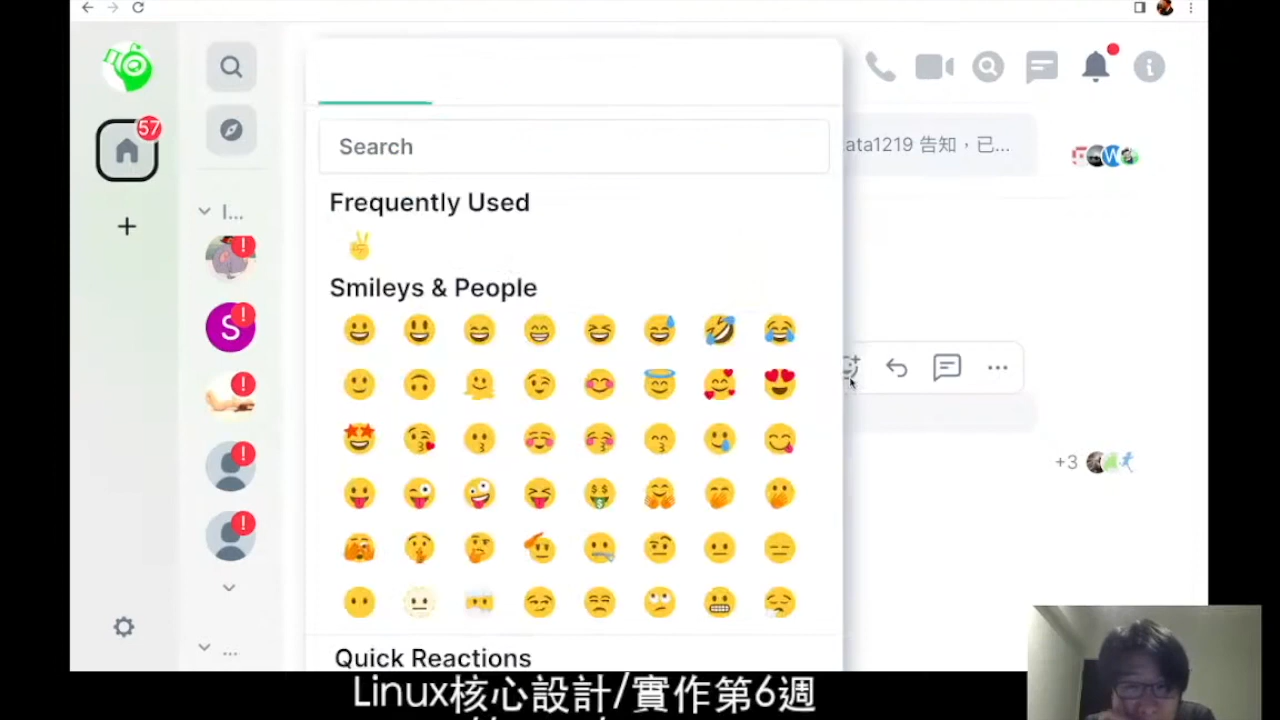 57
I...
!
S
!
!
!
!
...
Search
Frequently Used
Smileys & People
Quick Reactions
ata1219 告知，已...
W
+3
Linux核心設計/實作第6週